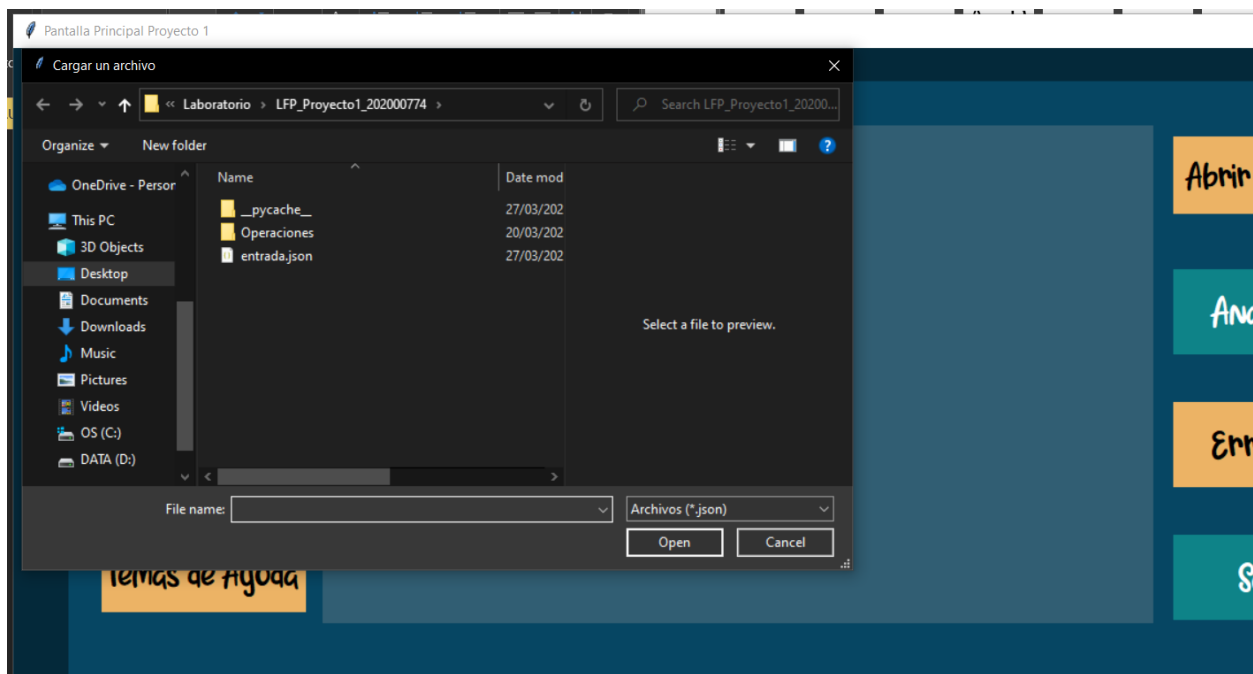 Pantalla Principal Proyecto 1
Cargar un archivo
« Laboratorio › LFP_Proyecto1_202000774 ›
Search LFP_Proyecto1_20200...
Organize
New folder
OneDrive - Person
This PC
3D Objects
Desktop
Documents
Downloads
Music
Pictures
Videos
OS (C:)
DATA (D:)
Name
Date mod
__pycache__
27/03/202
Operaciones
20/03/202
entrada.json
27/03/202
Select a file to preview.
File name:
Archivos (*.json)
Open
Cancel
Abrir
Temas de Ayuda